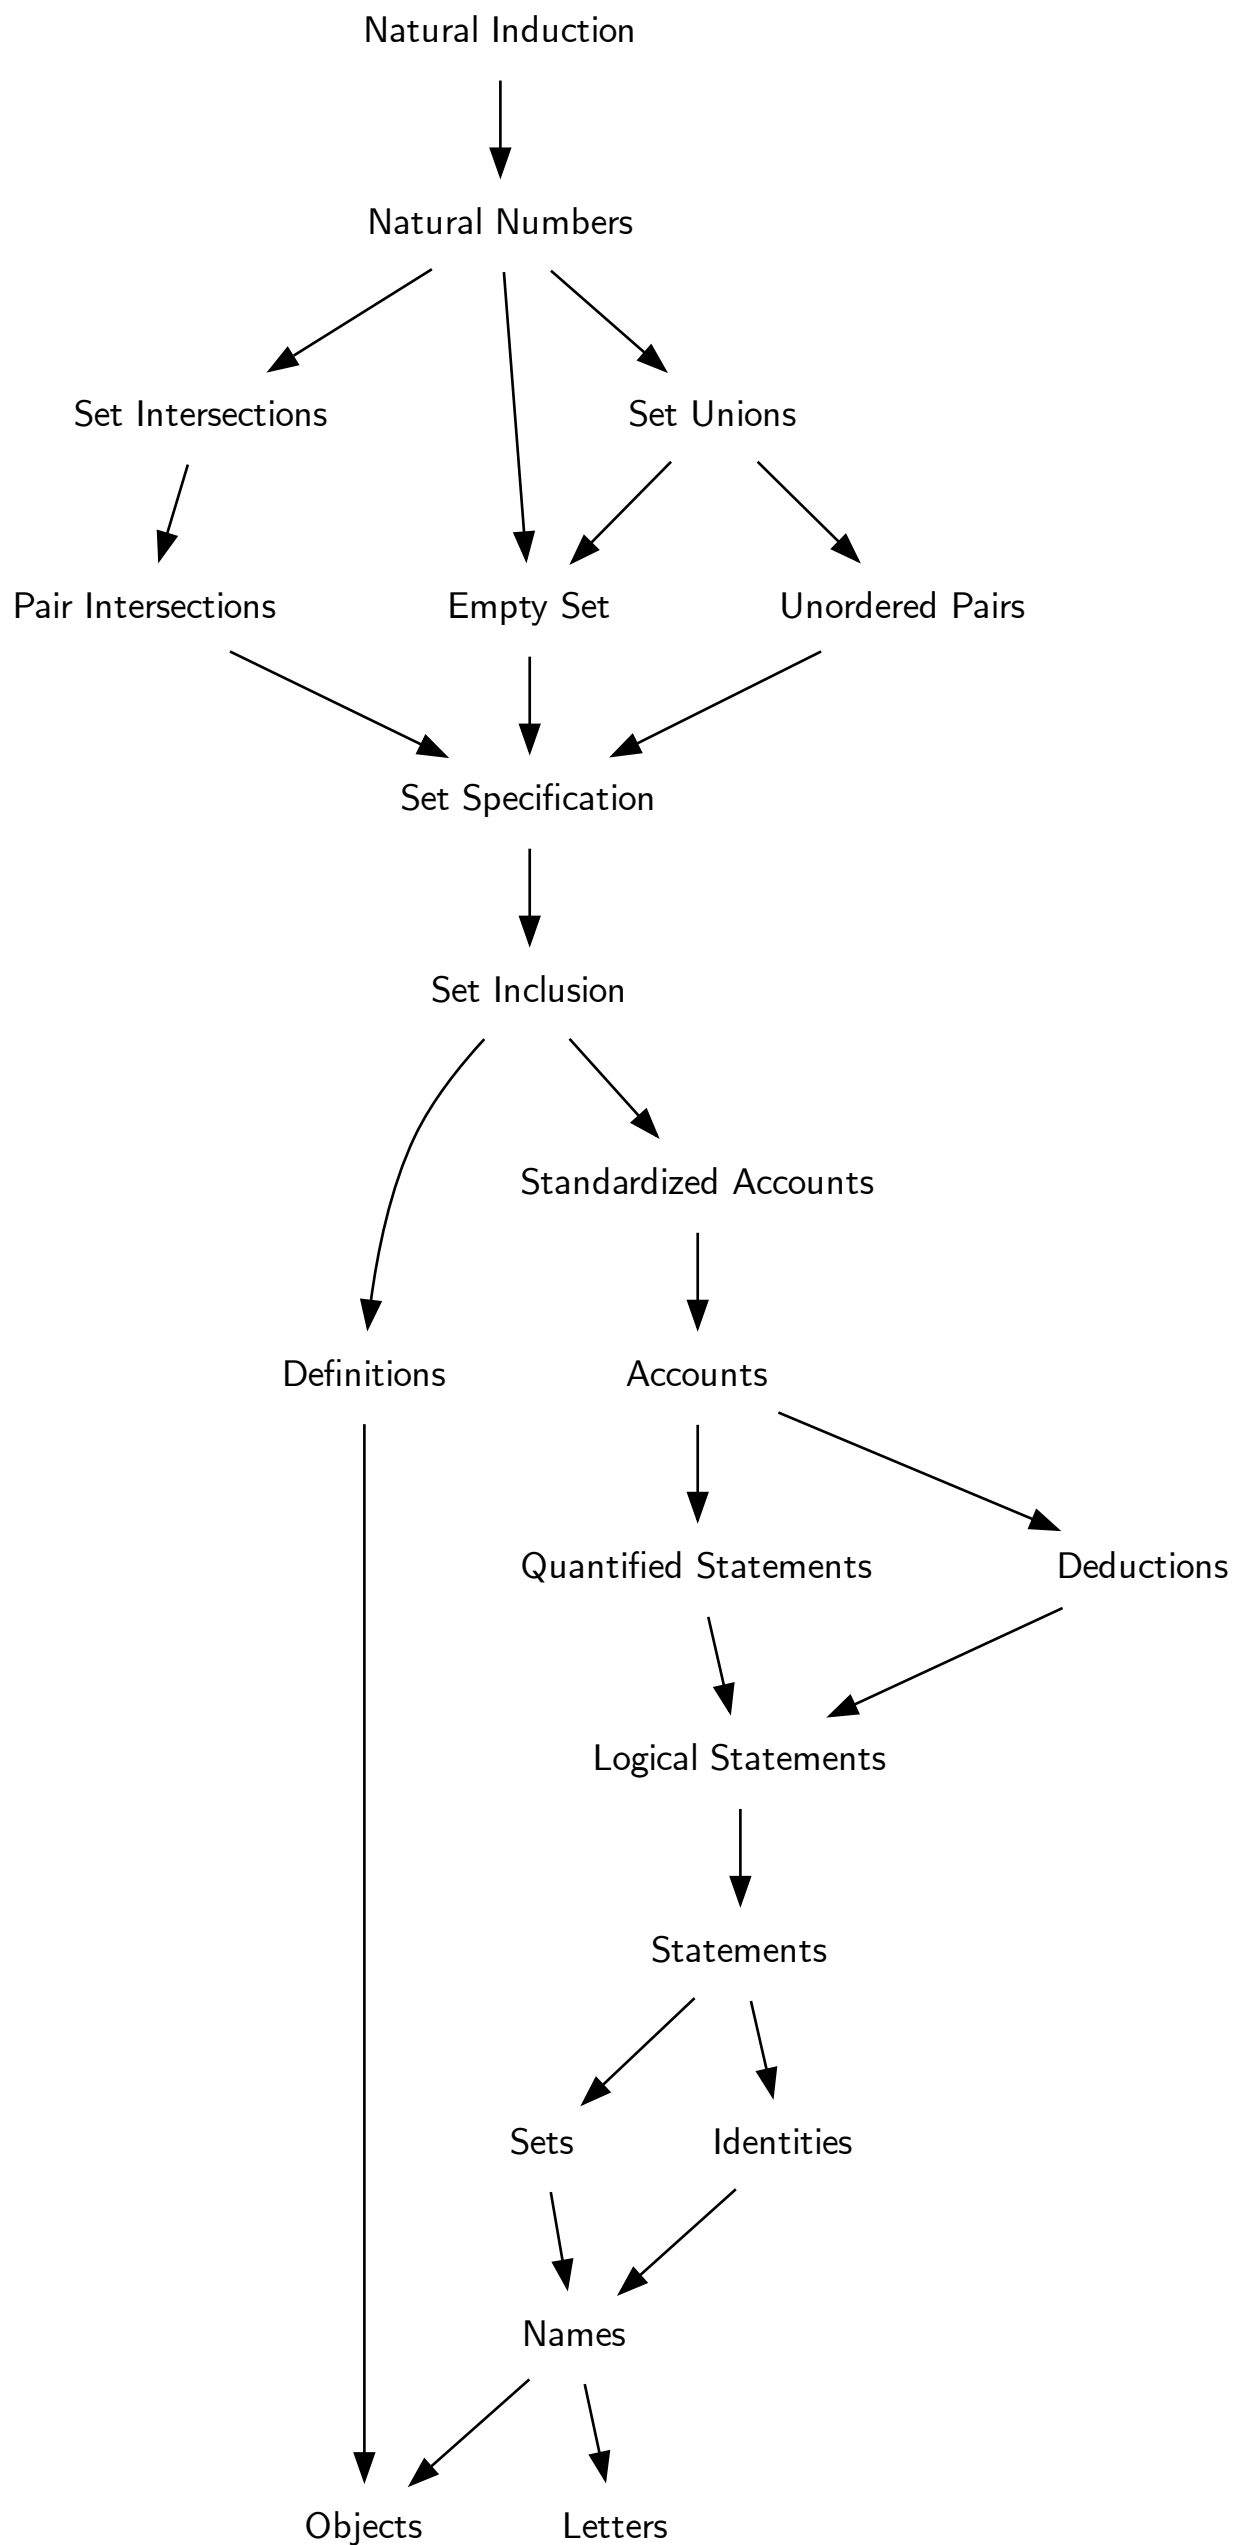 Natural Induction
Natural Numbers
Set Intersections
Set Unions
Pair Intersections
Empty Set
Unordered Pairs
Set Specification
Set Inclusion
Standardized Accounts
Definitions
Accounts
Quantified Statements
Deductions
Logical Statements
Statements
Sets
Identities
Names
Objects
Letters